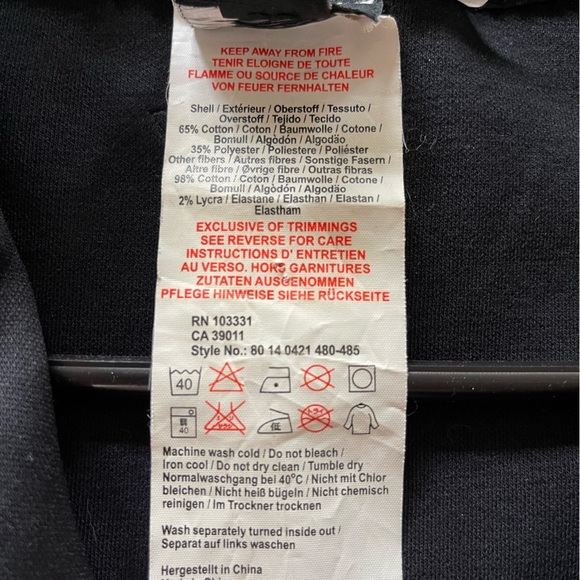 KEEP AWAY FROM FIRE
TENIR ELOIGNE DE TOUTE
FLAMME OU SOURCE DE CHALEUR
VON FEUER FERNHALTEN
Shell / Extérieur / Oberstoff / Tessuto /
Overstoff / Tejido / Tecido
65% Cotton / Coton / Baumwolle / Cotone /
Bomull / Algòdón / Algodão
35% Polyester / Poliestere / Poliéster
Other fibers / Autres fibres / Sonstige Fasern /
Altre fibre / Øvrige fibre / Outras fibras
98% Cotton / Coton / Baumwolle / Cotone /
Bomull / Algodón / Algodão
2% Lycra / Elastane / Elasthan / Elastan /
Elastham
EXCLUSIVE OF TRIMMINGS
SEE REVERSE FOR CARE
INSTRUCTIONS D' ENTRETIEN
AU VERSO. HORS GARNITURES
ZUTATEN AUSGENOMMEN
PFLEGE HINWEISE SIEHE RÜCKSEITE
RN 103331
CA 39011
Style No.: 80 14 0421 480-485
40
40
低
Machine wash cold / Do not bleach /
Iron cool / Do not dry clean / Tumble dry
Normalwaschgang bei 40°C / Nicht mit Chlor
bleichen / Nicht heiß bügeln / Nicht chemisch
reinigen / Im Trockner trocknen
Wash separately turned inside out /
Separat auf links waschen
Hergestellt in China